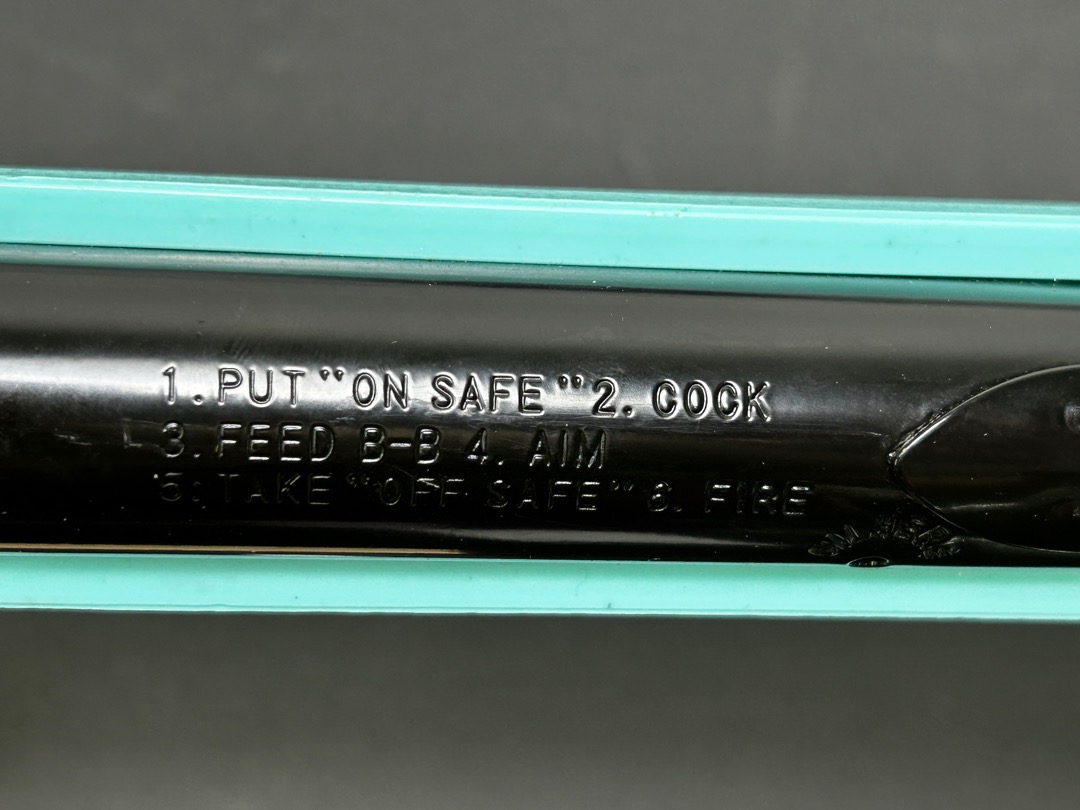 1. PUT "ON SAFE" 2. COCK
3. FEED B-B 4. AIM
5. TAKE "OFF SAFE" 6. FIRE